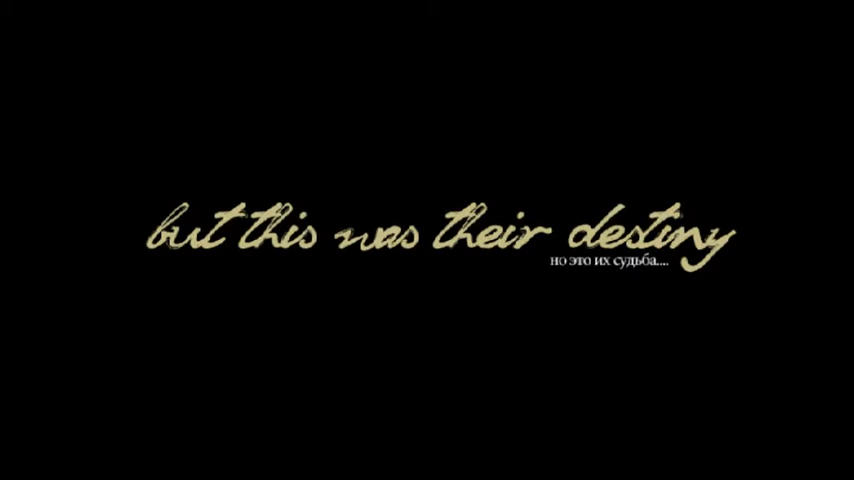 but this was their destiny
но это их судьба....